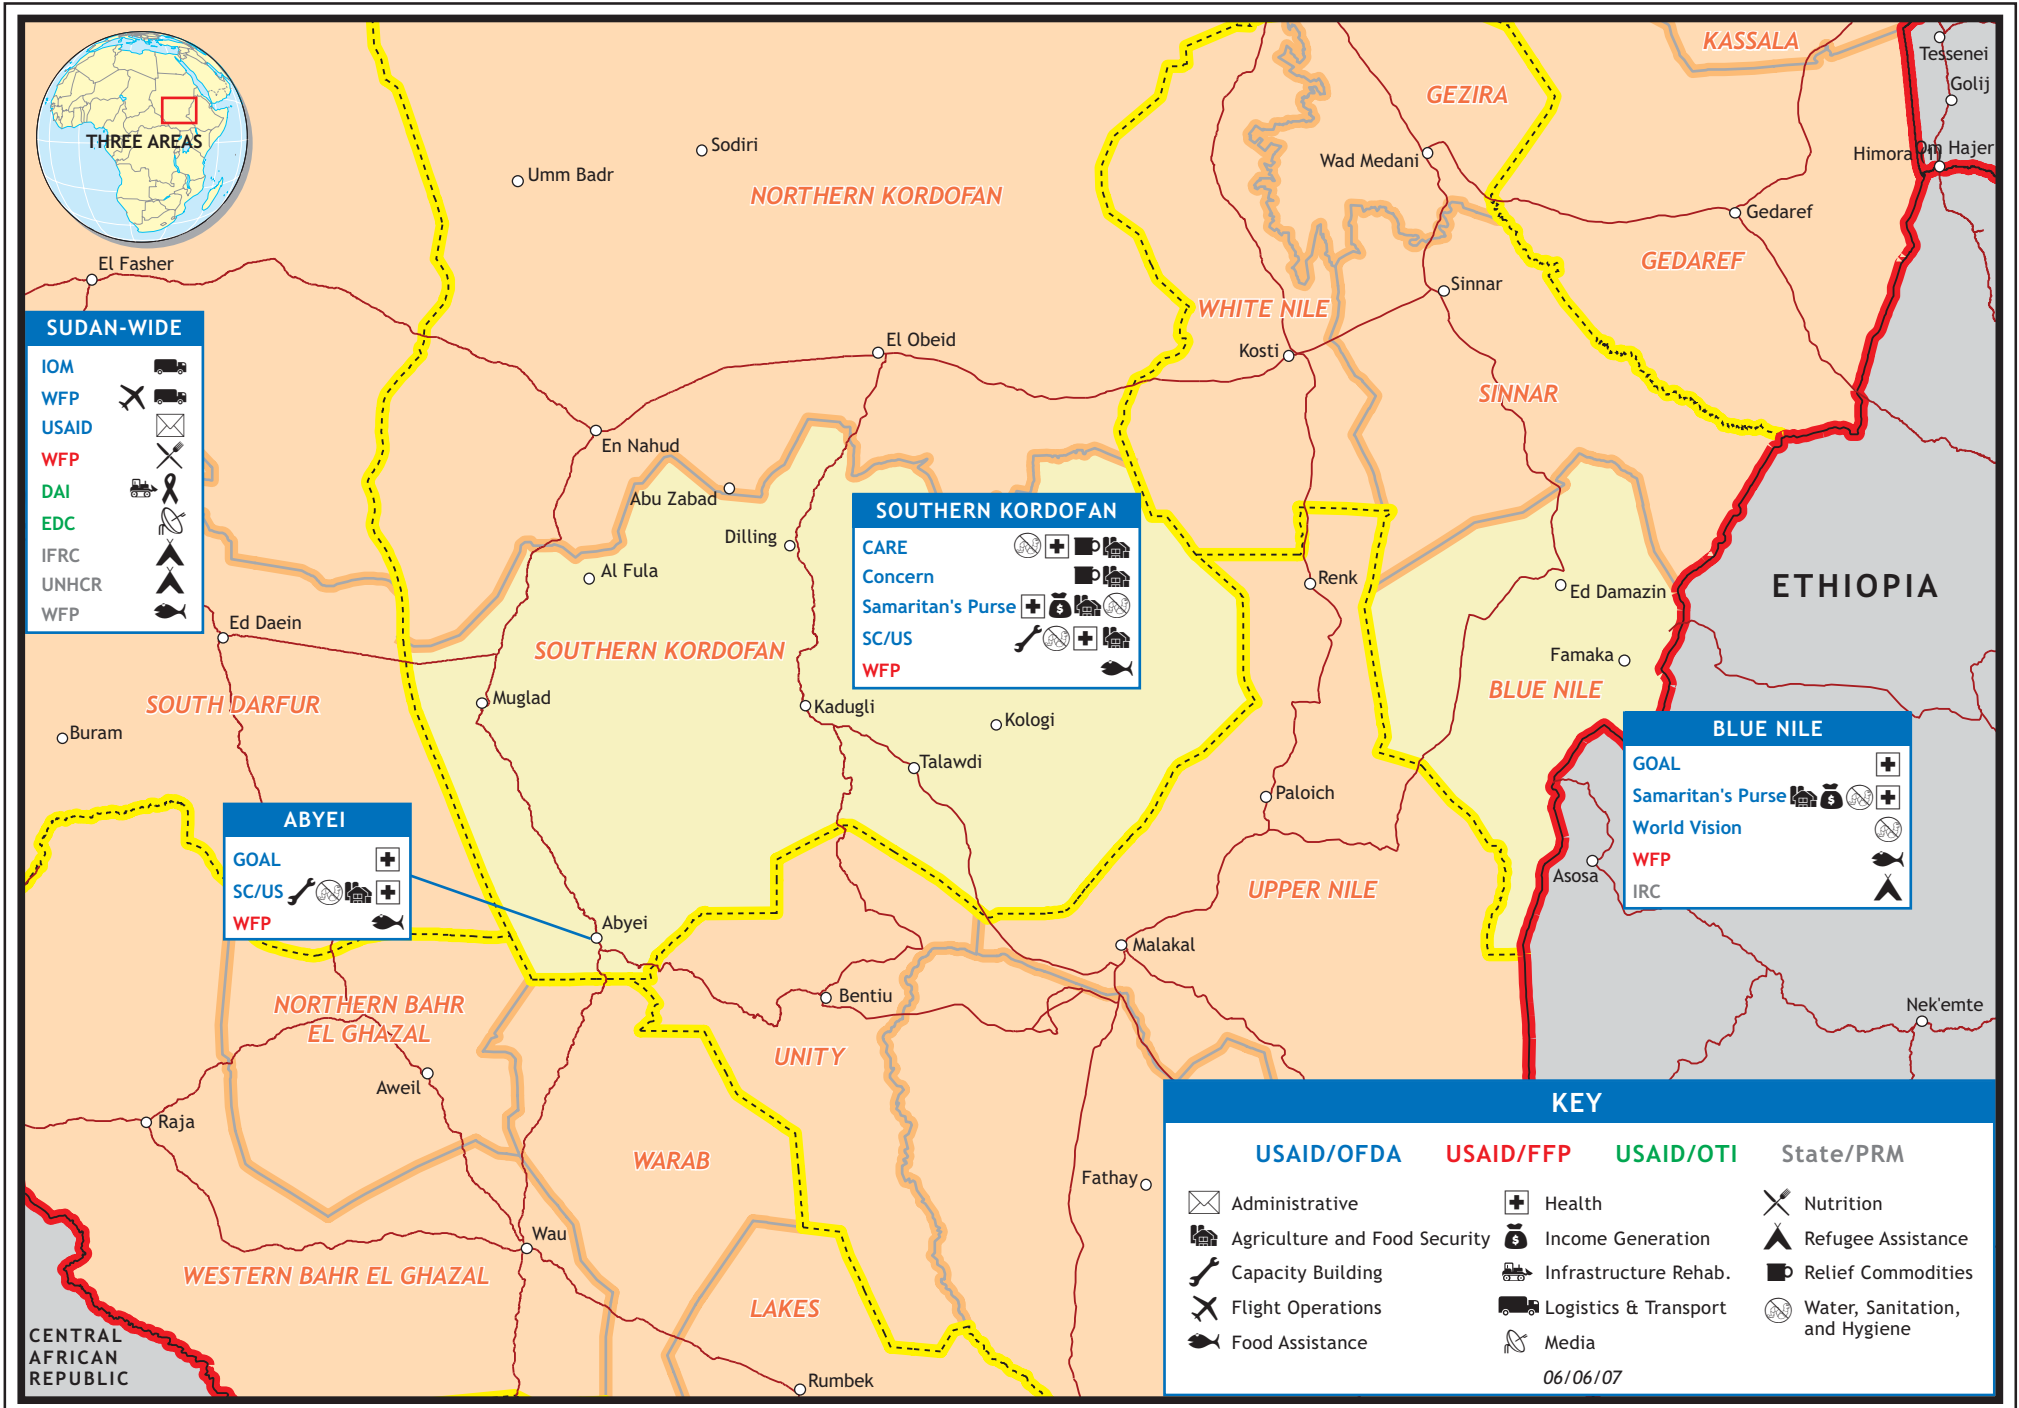 THREE AREAS
KASSALA
Tessenei
Golij
GEZIRA
Sodiri
Umm Badr
NORTHERN KORDOFAN
Wad Medani
Himora
Om Hajer
Gedaref
El Fasher
GEDAREF
Sinnar
WHITE NILE
El Obeid
Kosti
SINNAR
En Nahud
Abu Zabad
Dilling
Al Fula
Renk
Ed Damazin
ETHIOPIA
Ed Daein
SOUTHERN KORDOFAN
Famaka
BLUE NILE
SOUTH DARFUR
Muglad
Kadugli
Kologi
Buram
Talawdi
Paloich
Asosa
UPPER NILE
Abyei
Malakal
Bentiu
NORTHERN BAHR
EL GHAZAL
Nek'emte
UNITY
Aweil
Raja
WARAB
Fathay
Wau
WESTERN BAHR EL GHAZAL
LAKES
CENTRAL
AFRICAN
REPUBLIC
Rumbek
SUDAN-WIDE
IOM
WFP
USAID
WFP
DAI
EDC
IFRC
UNHCR
WFP
SOUTHERN KORDOFAN
CARE
Concern
Samaritan's Purse
SC/US
WFP
ABYEI
GOAL
SC/US
WFP
BLUE NILE
GOAL
Samaritan's Purse
World Vision
WFP
IRC
KEY
USAID/OFDA USAID/FFP USAID/OTI State/PRM
Administrative
Agriculture and Food Security
Capacity Building
Flight Operations
Food Assistance
Health
Income Generation
Infrastructure Rehab.
Logistics & Transport
Media
Nutrition
Refugee Assistance
Relief Commodities
Water, Sanitation,
and Hygiene
06/06/07